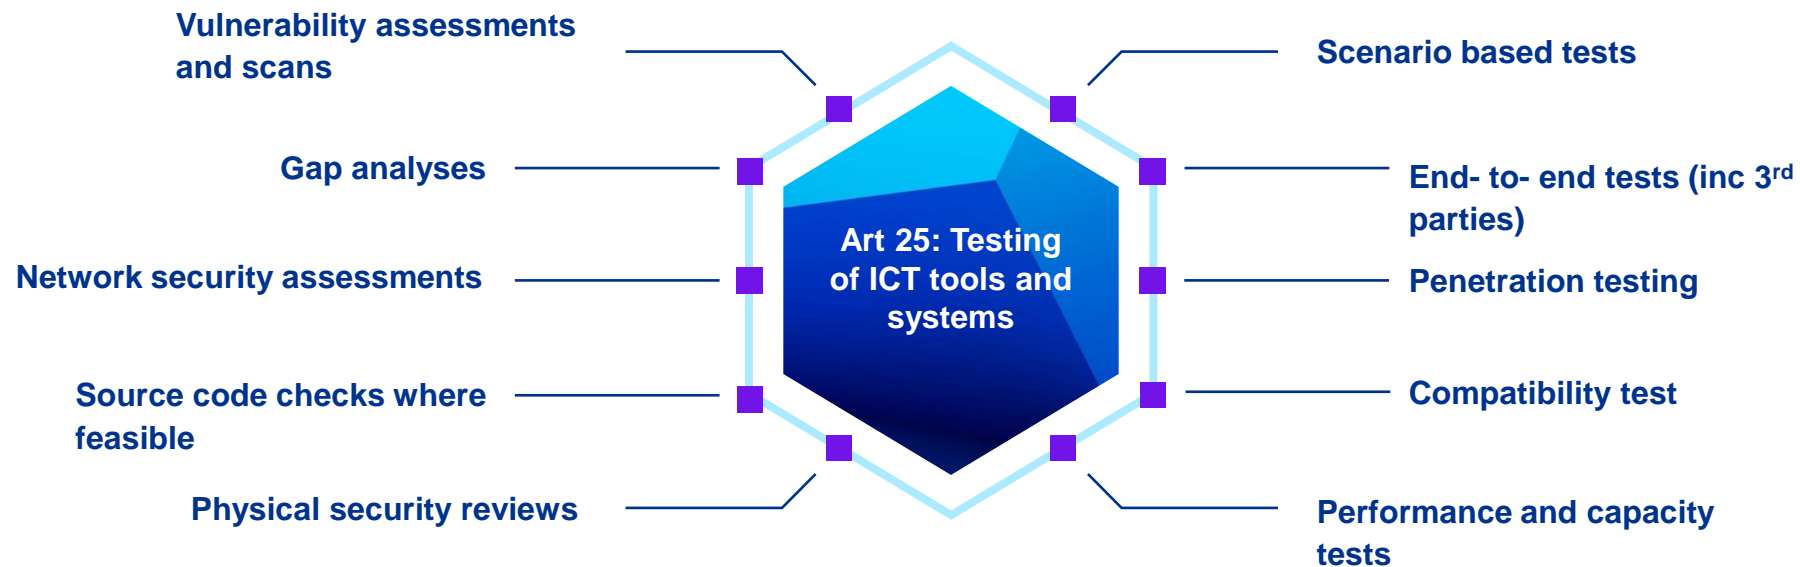 Vulnerability assessments
and scans
Gap analyses
Network security assessments
Source code checks where
feasible
Physical security reviews
Art 25: Testing
of ICT tools and
systems
Scenario based tests
End- to- end tests (inc 3rd
parties)
Penetration testing
Compatibility test
Performance and capacity
tests